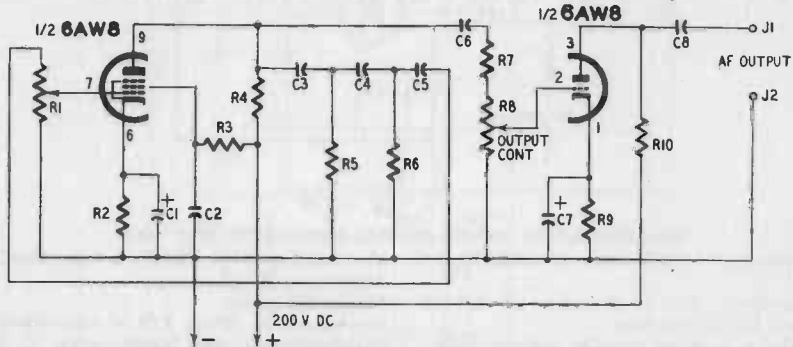 1/2 6AW8
9
7
6
R1
R2
C1
+
C2
R3
R4
C3
C4
C5
R5
R6
C6
R7
R8
OUTPUT
CONT
1/2 6AW8
3
2
1
C7
+
R9
R10
C8
J1
AF OUTPUT
J2
200 V DC
-
+